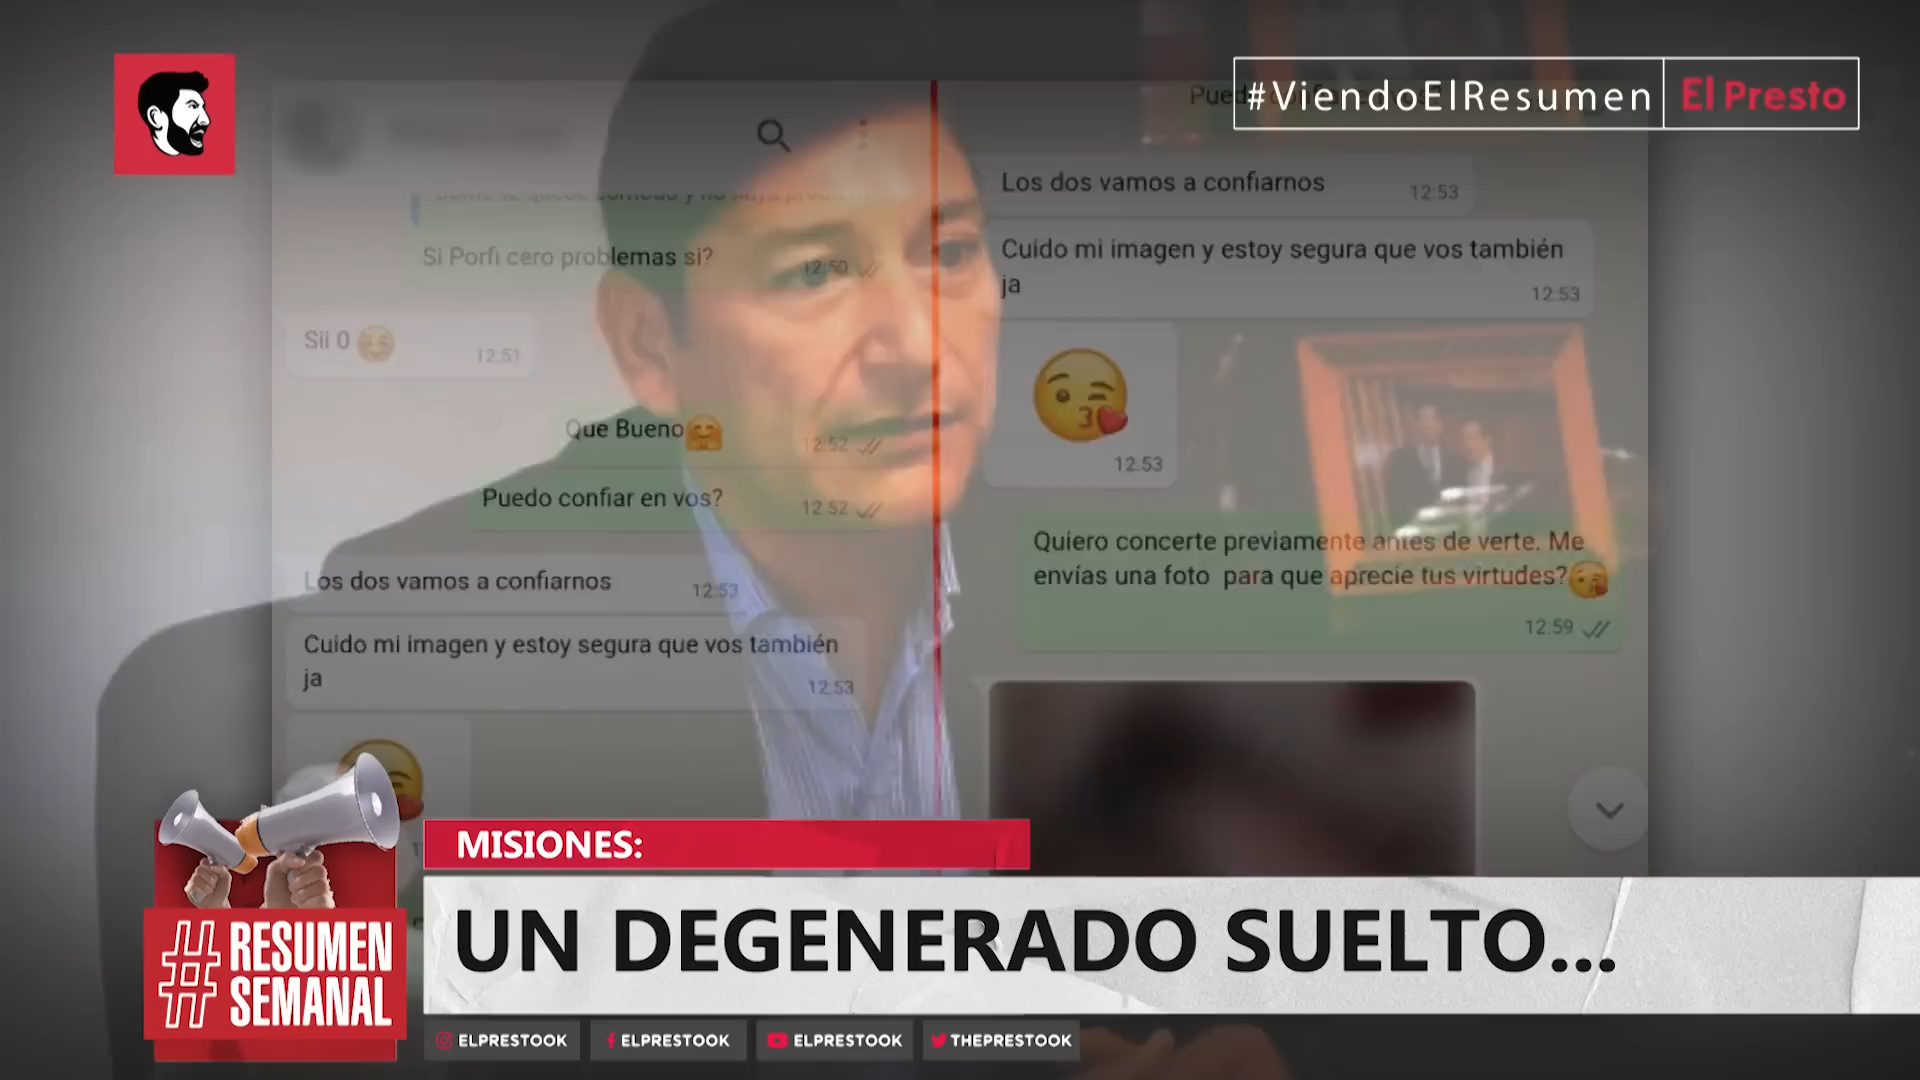 #ViendoElResumen El Presto
Si Porfi cero problemas si?
12:50
Sii 0
12:51
Que Bueno
12:52
Puedo confiar en vos?
12:52
Los dos vamos a confiarnos
12:53
Cuido mi imagen y estoy segura que vos también
ja
12:53
Los dos vamos a confiarnos
12:53
Cuido mi imagen y estoy segura que vos también
ja
12:53
12:53
Quiero concerte previamente antes de verte. Me
envías una foto para que aprecie tus virtudes?
12:59
MISIONES:
UN DEGENERADO SUELTO...
#RESUMEN
SEMANAL
ELPRESTOOK ELPRESTOOK ELPRESTOOK THEPRESTOOK